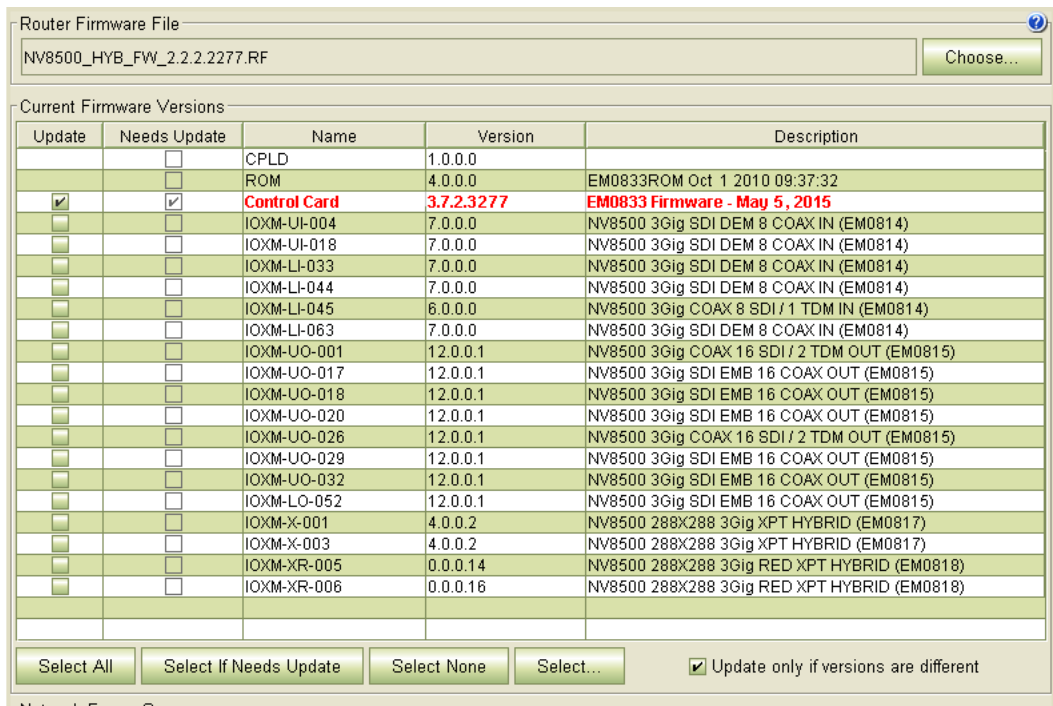 Router Firmware File
NV8500_HYB_FW_2.2.2.2277.RF
Choose...
Current Firmware Versions
Update Needs Update Name Version Description
CPLD 1.0.0.0
ROM 4.0.0.0 EM0833ROM Oct 1 2010 09:37:32
Control Card 3.7.2.3277 EM0833 Firmware - May 5, 2015
IOXM-UI-004 7.0.0.0 NV8500 3Gig SDI DEM 8 COAX IN (EM0814)
IOXM-UI-018 7.0.0.0 NV8500 3Gig SDI DEM 8 COAX IN (EM0814)
IOXM-LI-033 7.0.0.0 NV8500 3Gig SDI DEM 8 COAX IN (EM0814)
IOXM-LI-044 7.0.0.0 NV8500 3Gig SDI DEM 8 COAX IN (EM0814)
IOXM-LI-045 6.0.0.0 NV8500 3Gig COAX 8 SDI / 1 TDM IN (EM0814)
IOXM-LI-063 7.0.0.0 NV8500 3Gig SDI DEM 8 COAX IN (EM0814)
IOXM-UO-001 12.0.0.1 NV8500 3Gig COAX 16 SDI / 2 TDM OUT (EM0815)
IOXM-UO-017 12.0.0.1 NV8500 3Gig SDI EMB 16 COAX OUT (EM0815)
IOXM-UO-018 12.0.0.1 NV8500 3Gig SDI EMB 16 COAX OUT (EM0815)
IOXM-UO-020 12.0.0.1 NV8500 3Gig SDI EMB 16 COAX OUT (EM0815)
IOXM-UO-026 12.0.0.1 NV8500 3Gig COAX 16 SDI / 2 TDM OUT (EM0815)
IOXM-UO-029 12.0.0.1 NV8500 3Gig SDI EMB 16 COAX OUT (EM0815)
IOXM-UO-032 12.0.0.1 NV8500 3Gig SDI EMB 16 COAX OUT (EM0815)
IOXM-LO-052 12.0.0.1 NV8500 3Gig SDI EMB 16 COAX OUT (EM0815)
IOXM-X-001 4.0.0.2 NV8500 288X288 3Gig XPT HYBRID (EM0817)
IOXM-X-003 4.0.0.2 NV8500 288X288 3Gig XPT HYBRID (EM0817)
IOXM-XR-005 0.0.0.14 NV8500 288X288 3Gig RED XPT HYBRID (EM0818)
IOXM-XR-006 0.0.0.16 NV8500 288X288 3Gig RED XPT HYBRID (EM0818)
Select All Select If Needs Update Select None Select... Update only if versions are different